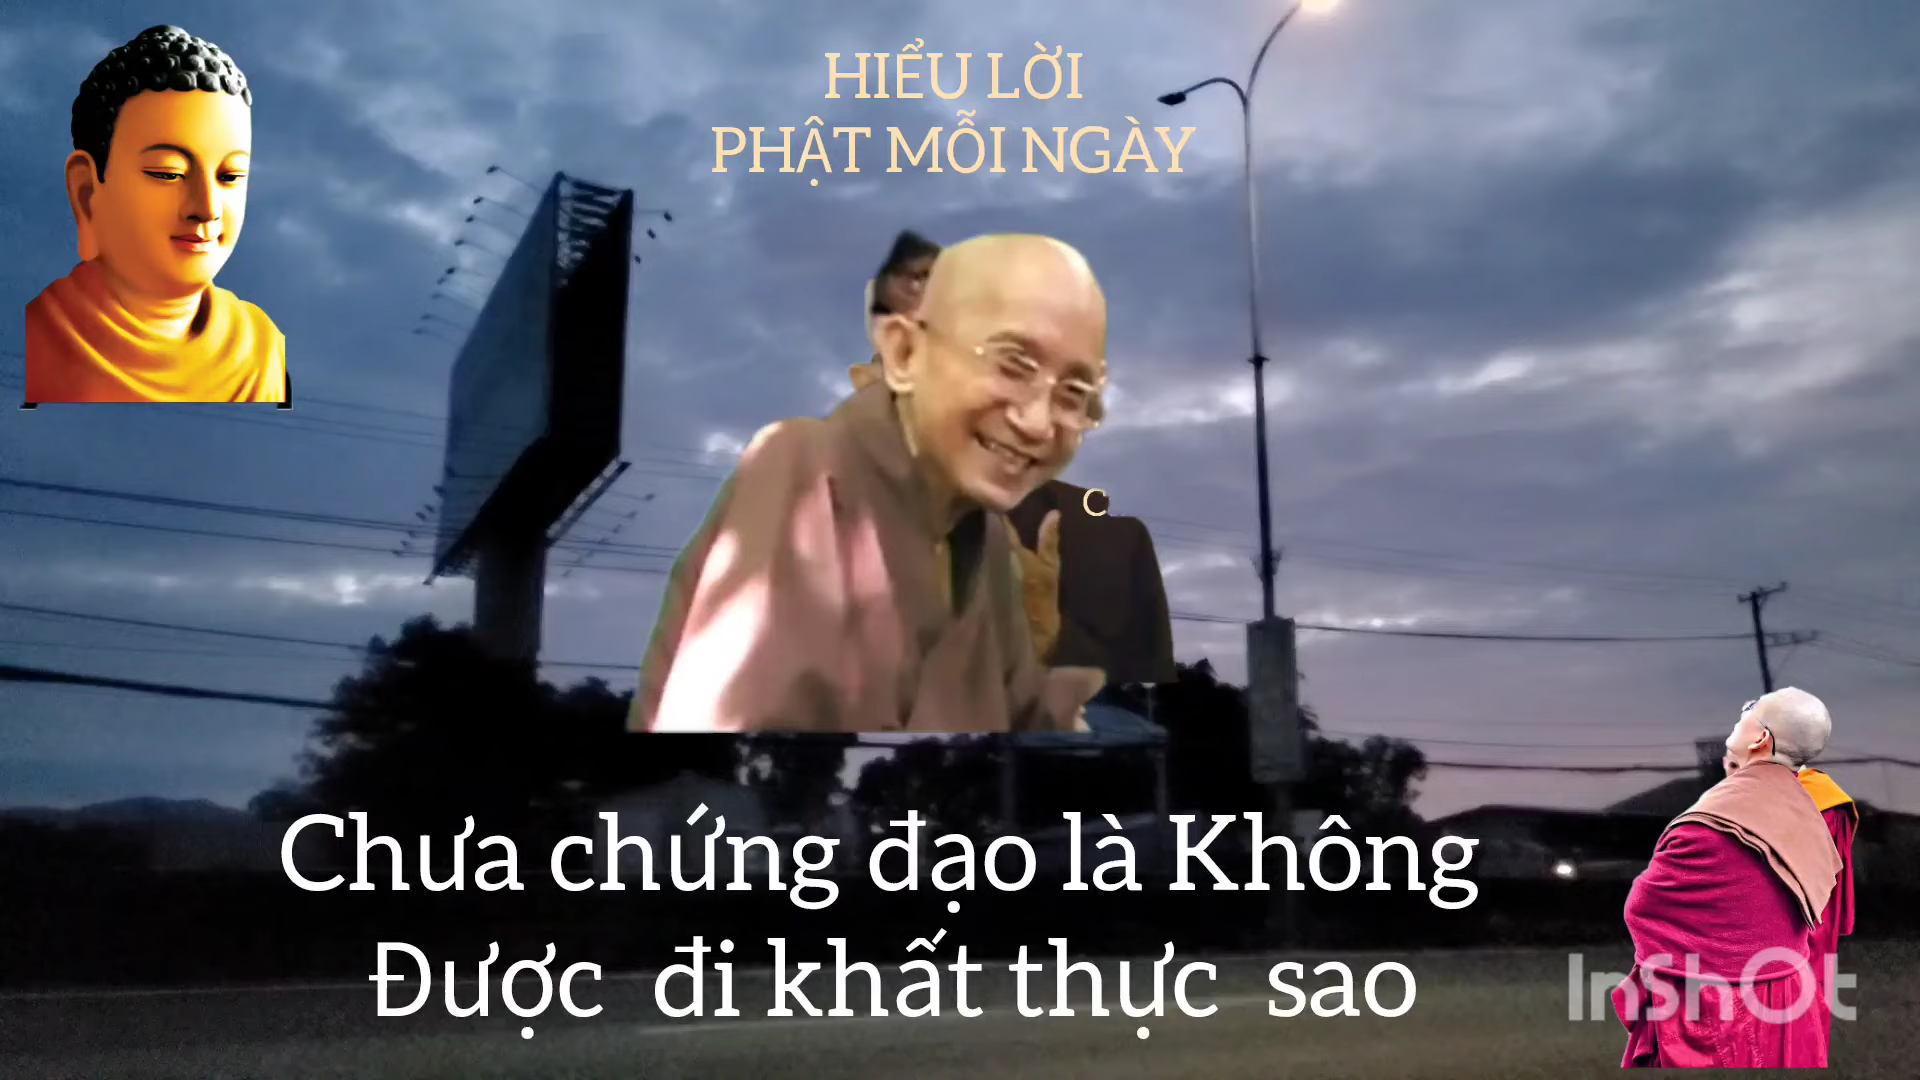 HIỂU LỜI
PHẬT MỖI NGÀY
C...
Chưa chứng đạo là Không
Được đi khất thực sao
InShOt